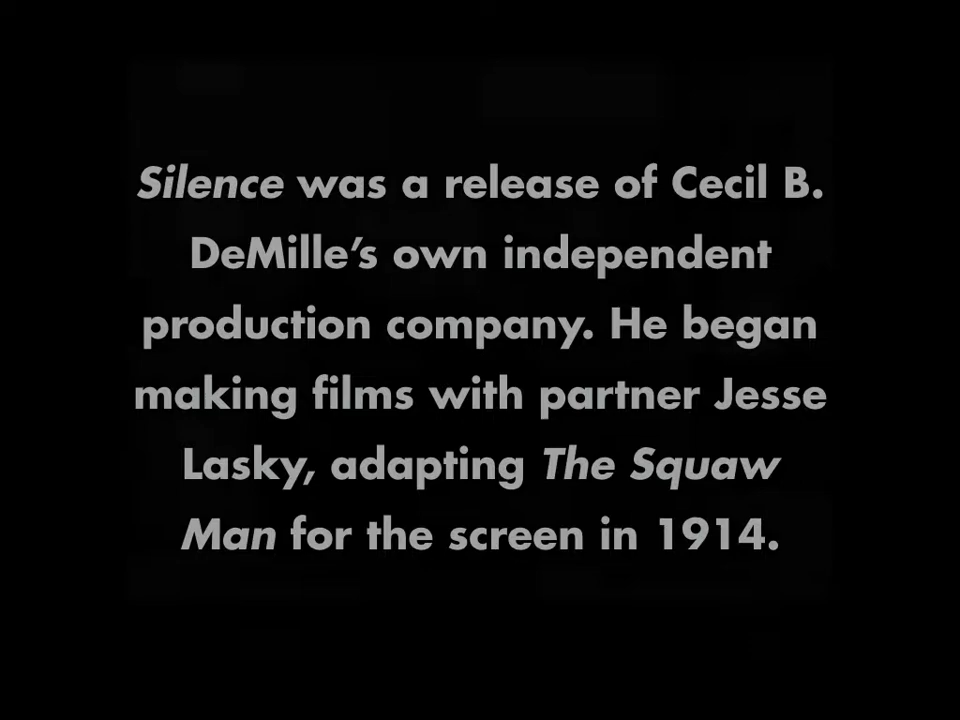 Silence was a release of Cecil B.
DeMille’s own independent
production company. He began
making films with partner Jesse
Lasky, adapting The Squaw
Man for the screen in 1914.